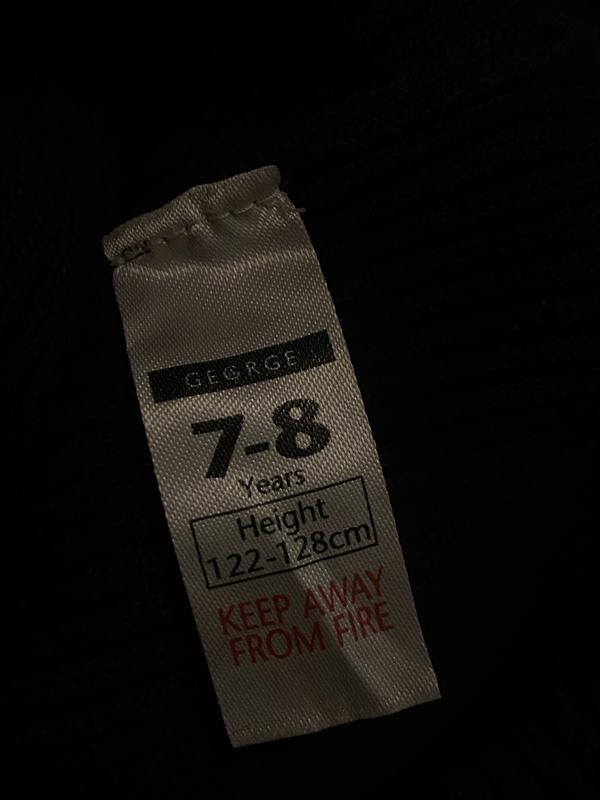 GEORGE
7-8
Years
Height
122-128cm
KEEP AWAY
FROM FIRE